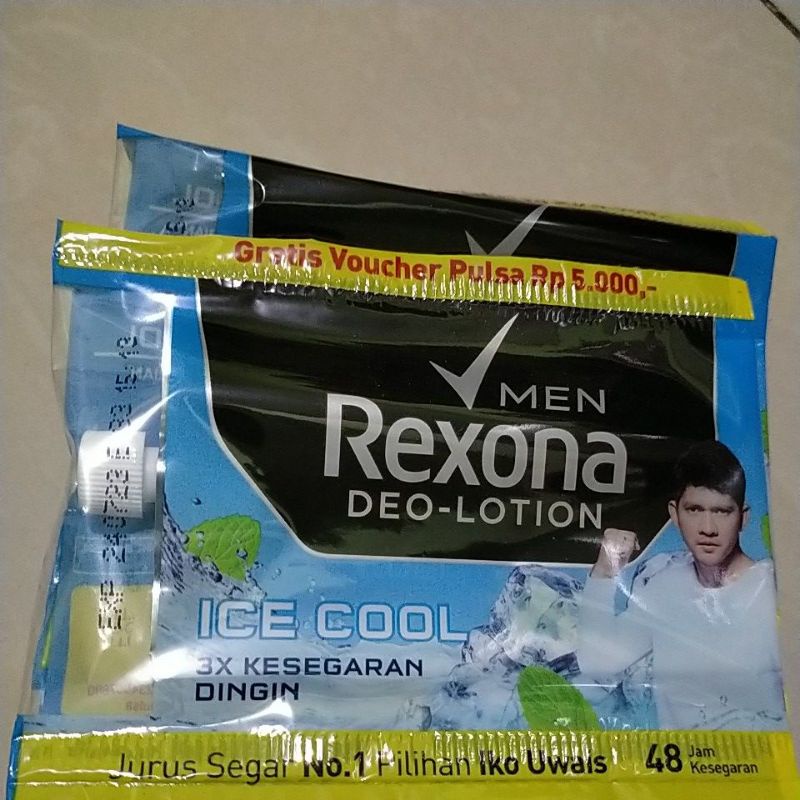 Gratis Voucher Pulsa Rp 5.000,-
MEN
Rexona
DEO-LOTION
ICE COOL
3X KESEGARAN
DINGIN
Jurus Segar No.1 Pilihan Iko Uwais 48 Jam Kesegaran